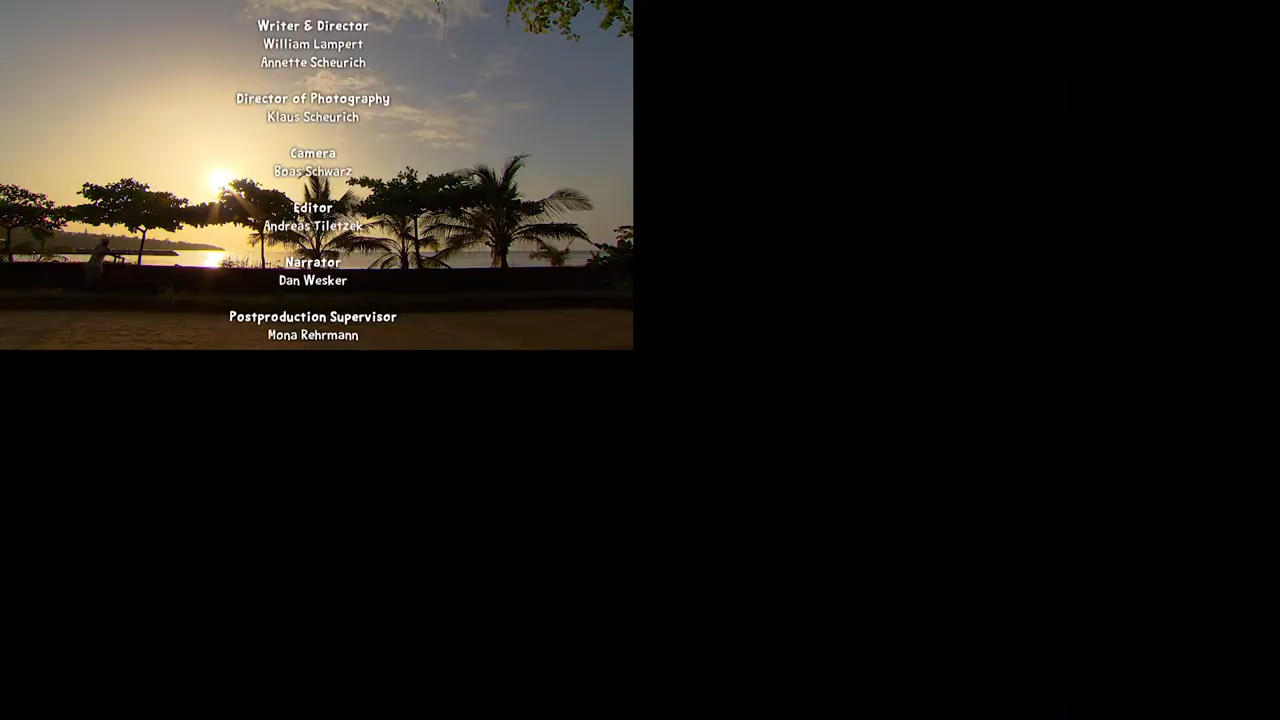 Writer & Director
William Lampert
Annette Scheurich
Director of Photography
Klaus Scheurich
Camera
Boas Schwarz
Editor
Andreas Tiletzek
Narrator
Dan Wesker
Postproduction Supervisor
Mona Rehrmann